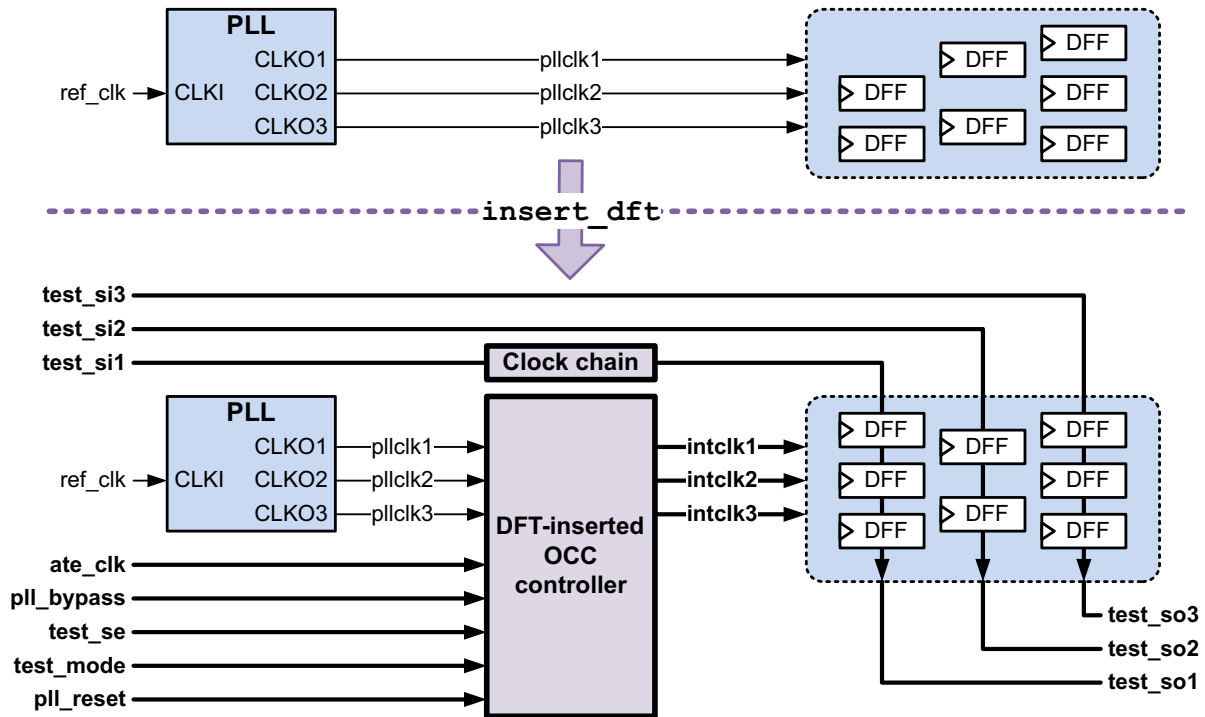 PLL
CLKO1
pllclk1
ref_clk
CLKI
CLKO2
pllclk2
CLKO3
pllclk3
DFF
DFF
DFF
DFF
DFF
DFF
DFF
insert_dft
test_si3
test_si2
test_si1
Clock chain
PLL
CLKO1
pllclk1
ref_clk
CLKI
CLKO2
pllclk2
CLKO3
pllclk3
DFT-inserted
OCC
controller
intclk1
intclk2
intclk3
DFF
DFF
DFF
DFF
DFF
DFF
DFF
DFF
ate_clk
pll_bypass
test_se
test_mode
pll_reset
test_so3
test_so2
test_so1